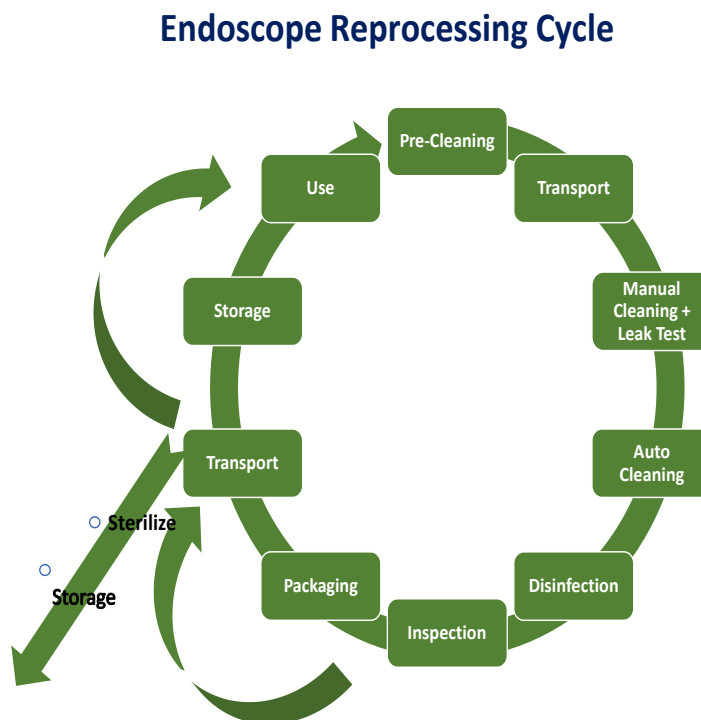 Endoscope Reprocessing Cycle
Pre-Cleaning
Transport
Manual
Cleaning +
Leak Test
Auto
Cleaning
Disinfection
Inspection
Packaging
Transport
Storage
Use
Sterilize
Storage